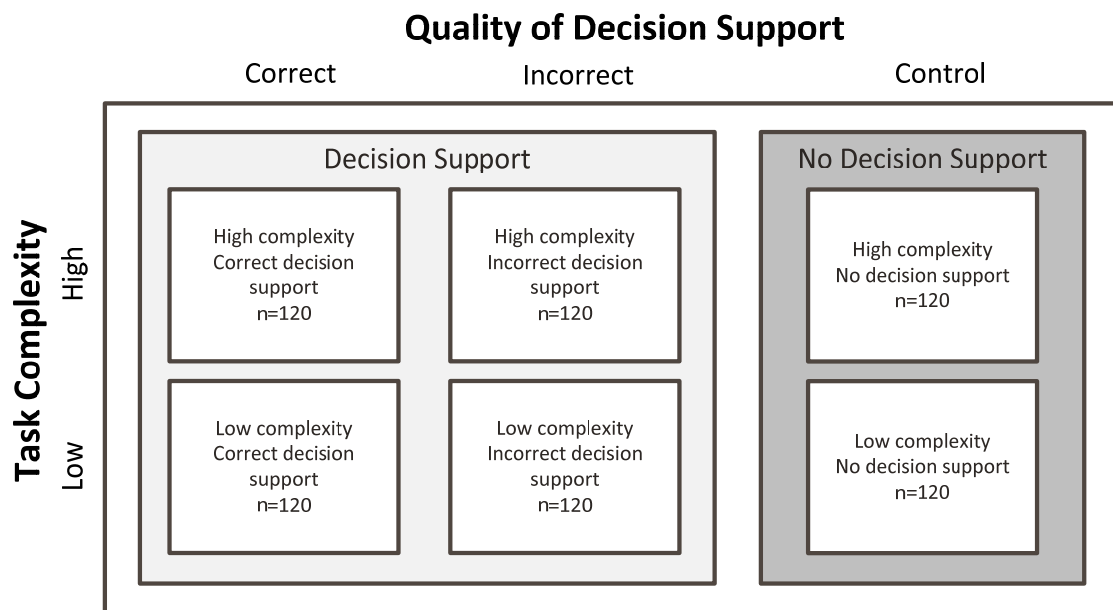 Quality of Decision Support
Correct
Incorrect
Control
Task Complexity
High
Low
Decision Support
No Decision Support
High complexity
Correct decision
support
n=120
High complexity
Incorrect decision
support
n=120
High complexity
No decision support
n=120
Low complexity
Correct decision
support
n=120
Low complexity
Incorrect decision
support
n=120
Low complexity
No decision support
n=120